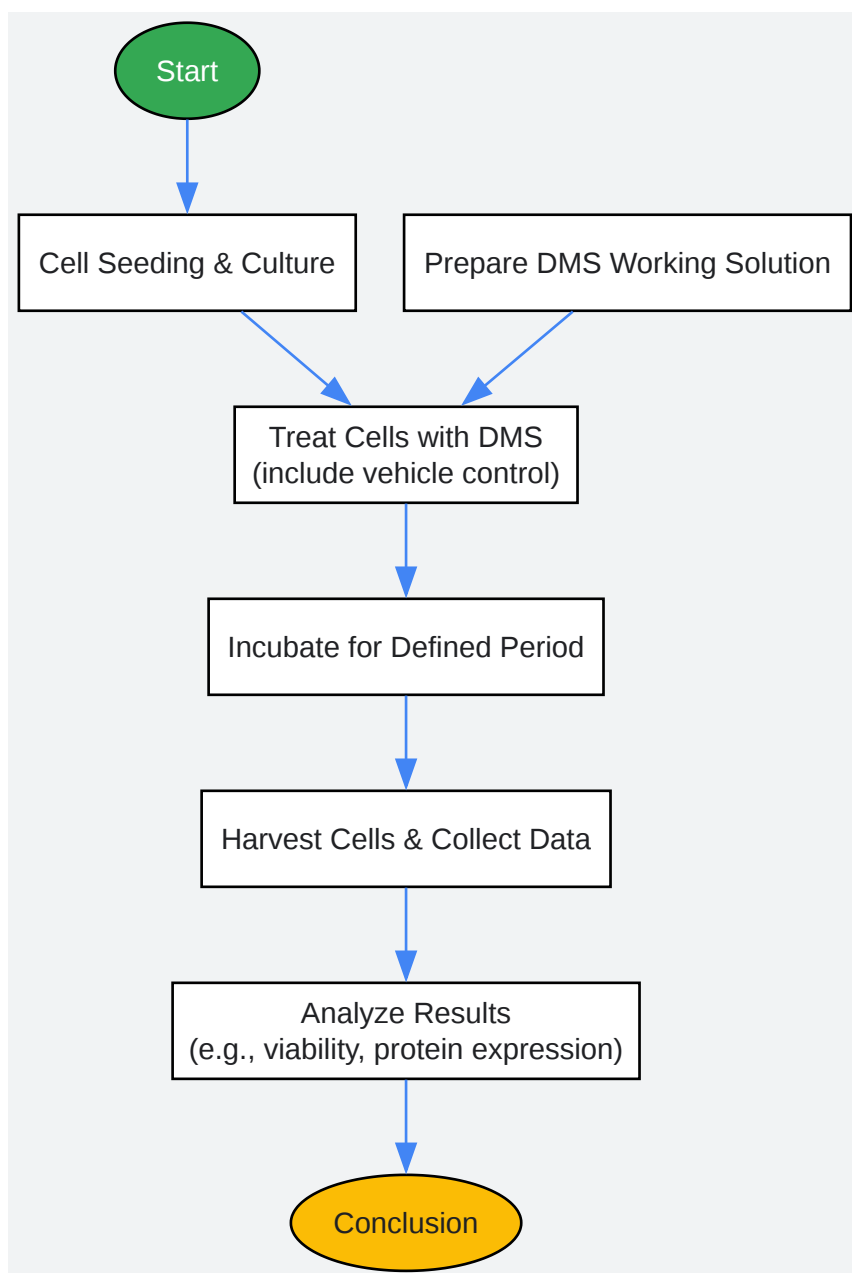 Start
Cell Seeding & Culture
Prepare DMS Working Solution
Treat Cells with DMS
(include vehicle control)
Incubate for Defined Period
Harvest Cells & Collect Data
Analyze Results
(e.g., viability, protein expression)
Conclusion